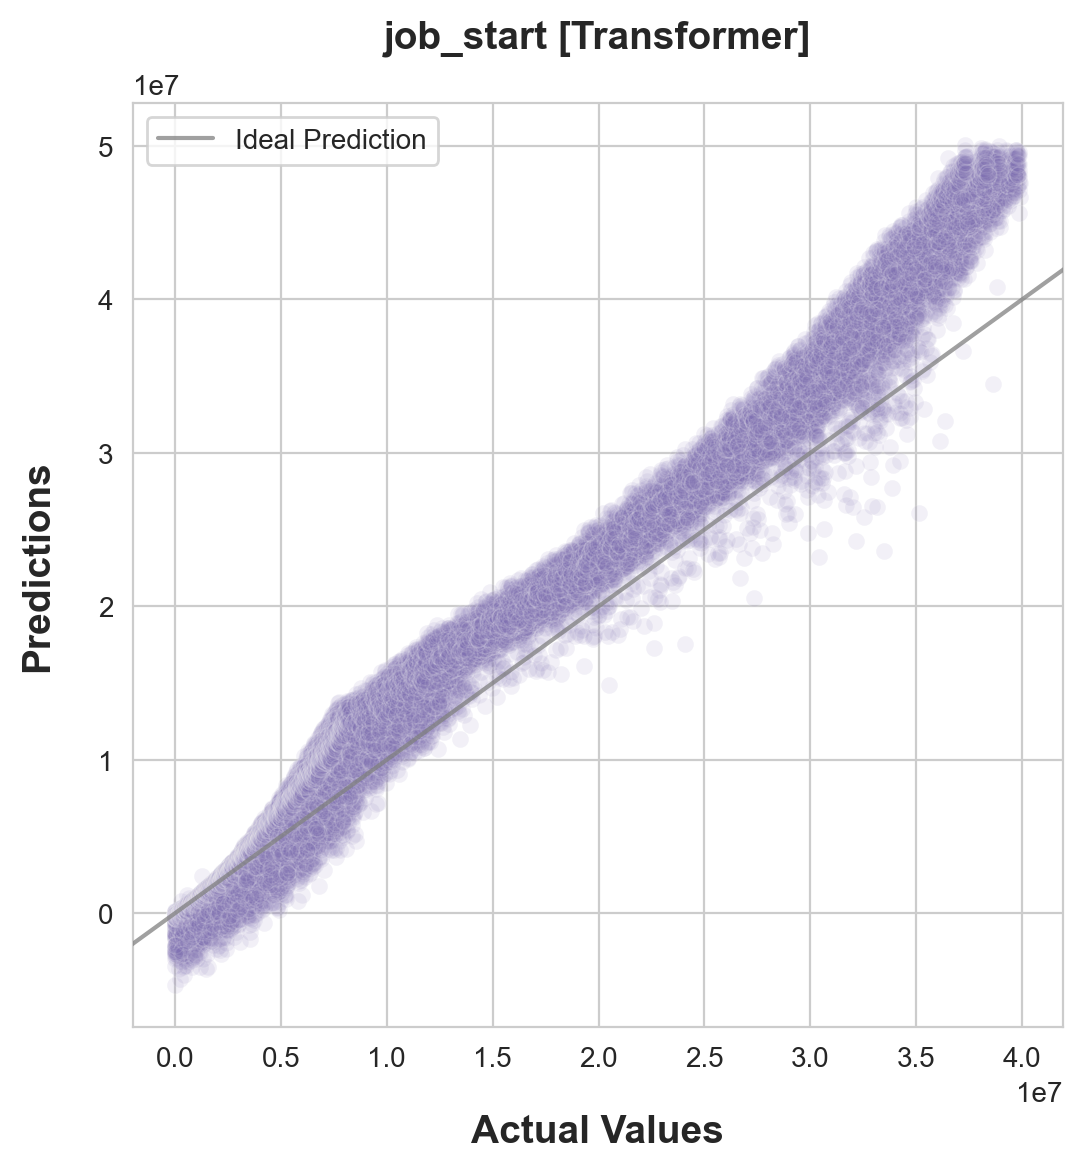 job_start [Transformer]
1e7
Ideal Prediction
5
4
3
2
1
0
Predictions
0.0 0.5 1.0 1.5 2.0 2.5 3.0 3.5 4.0
1e7
Actual Values